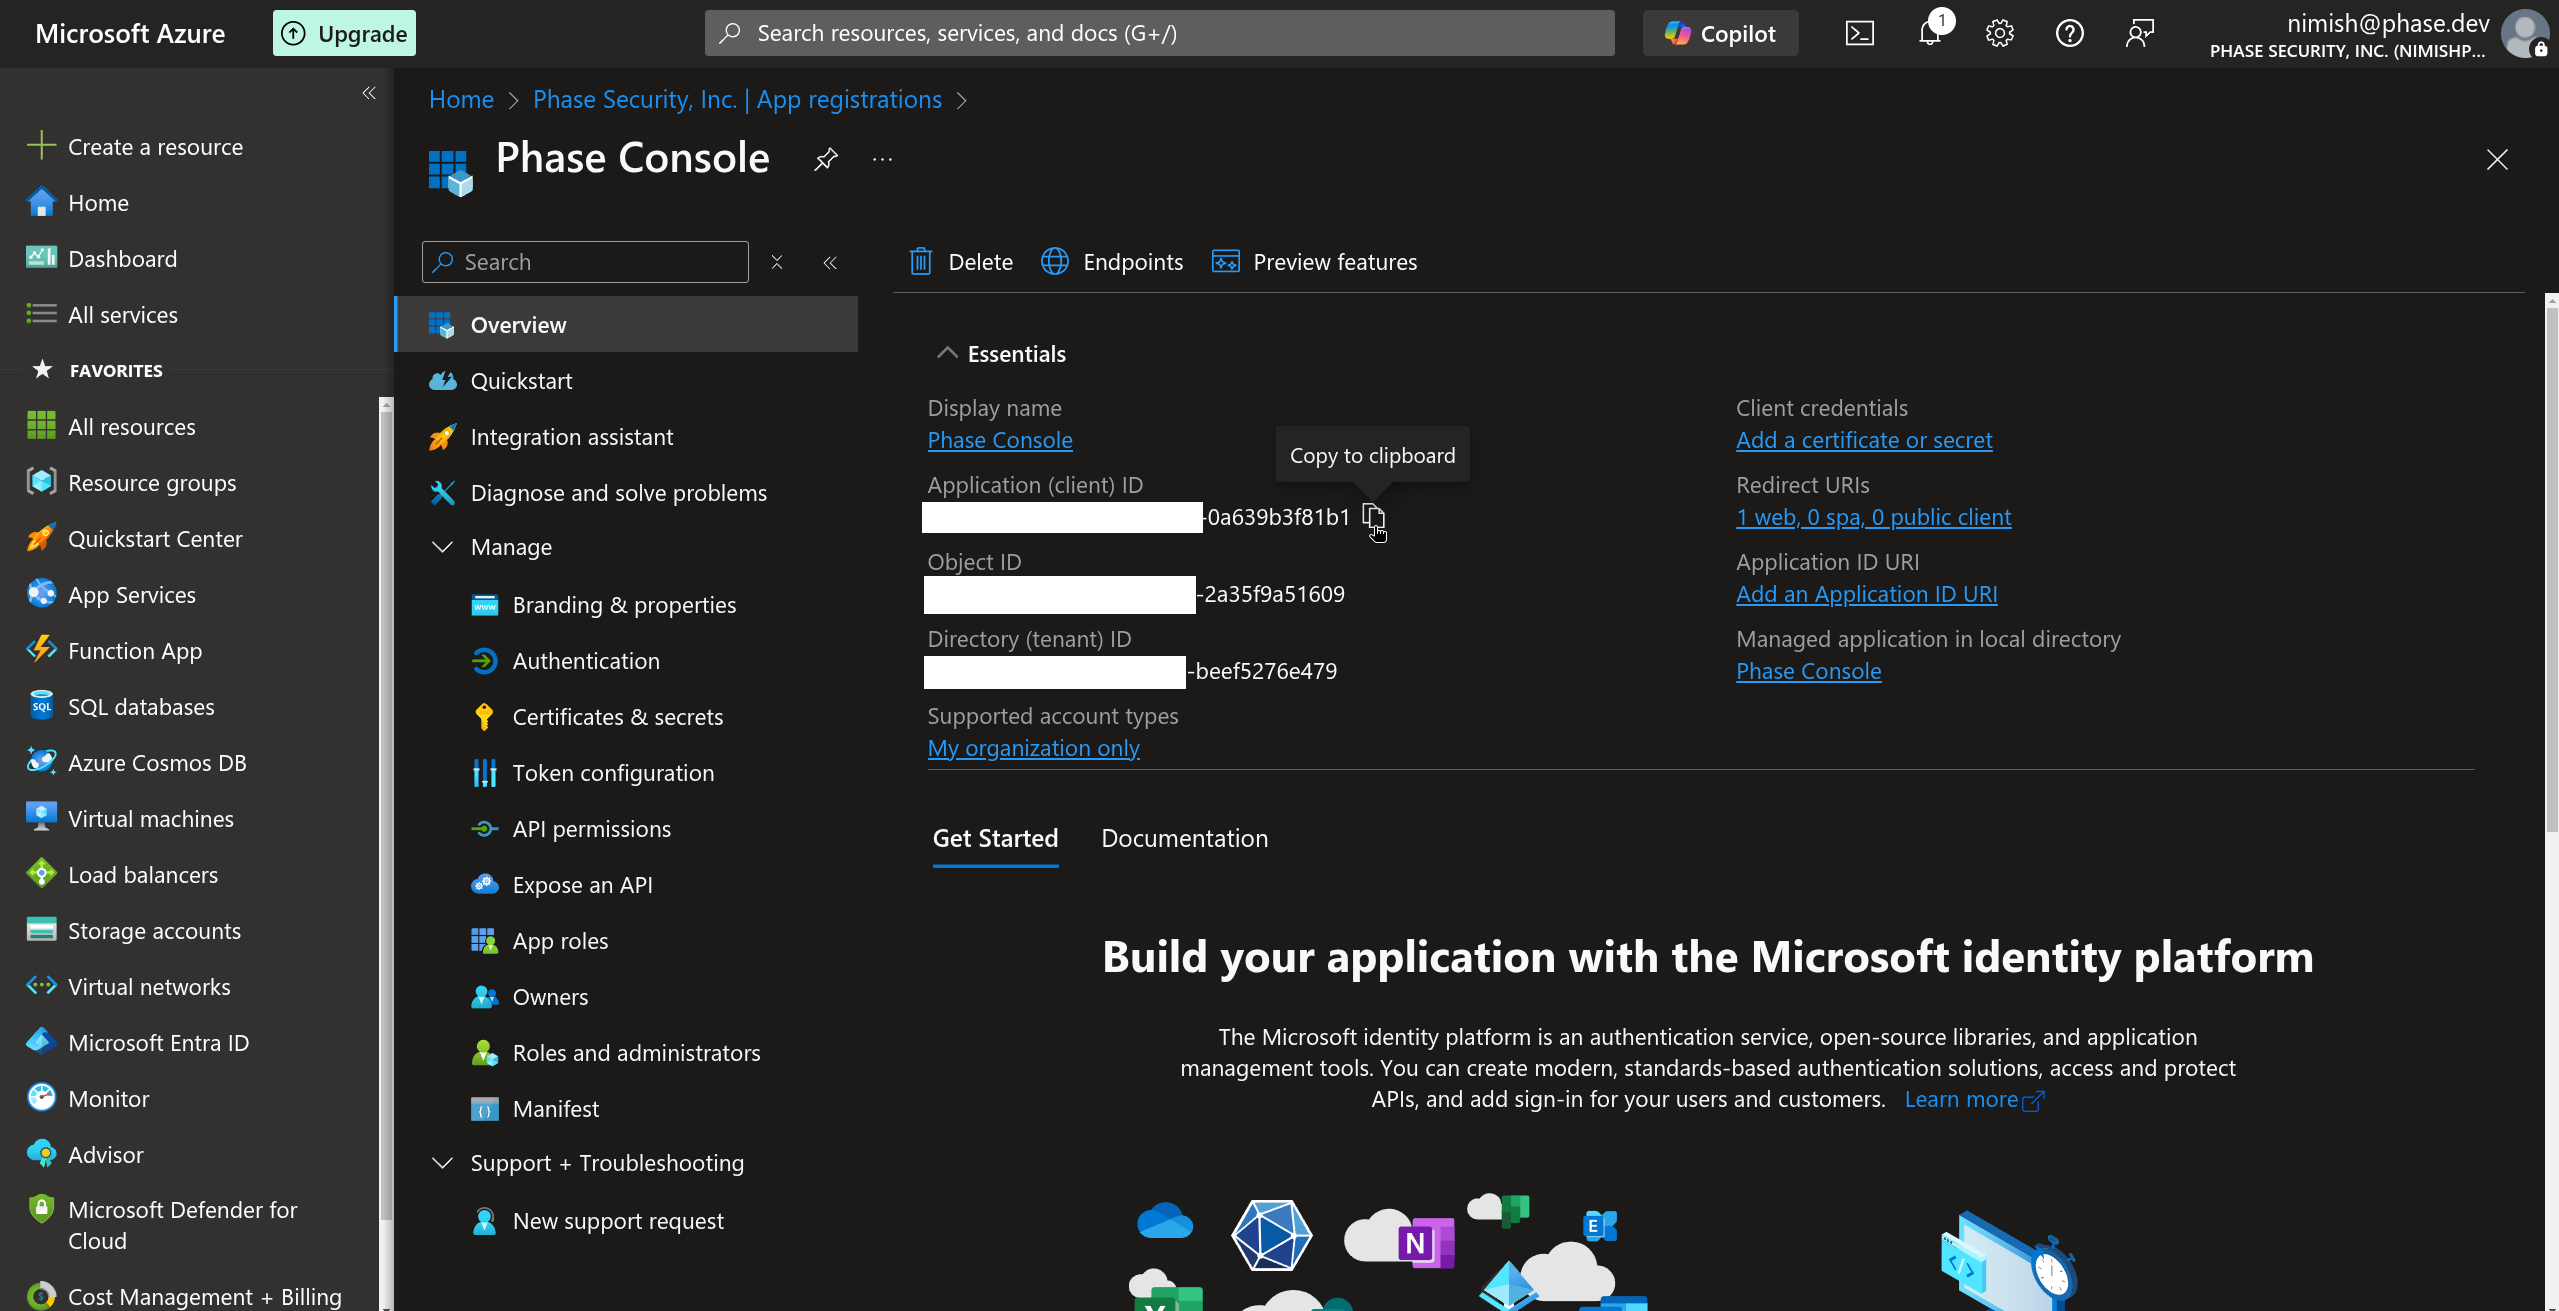 Microsoft Azure
Upgrade
Search resources, services, and docs (G+/)
Copilot
1
nimish@phase.dev
PHASE SECURITY, INC. (NIMISHP...
Create a resource
Home
Dashboard
All services
FAVORITES
All resources
Resource groups
Quickstart Center
App Services
Function App
SQL databases
Azure Cosmos DB
Virtual machines
Load balancers
Storage accounts
Virtual networks
Microsoft Entra ID
Monitor
Advisor
Microsoft Defender for
Cloud
Cost Management + Billing
Home > Phase Security, Inc. | App registrations >
Phase Console
Search
Overview
Quickstart
Integration assistant
Diagnose and solve problems
Manage
Branding & properties
Authentication
Certificates & secrets
Token configuration
API permissions
Expose an API
App roles
Owners
Roles and administrators
Manifest
Support + Troubleshooting
New support request
Delete
Endpoints
Preview features
Essentials
Display name
Phase Console
Application (client) ID
-0a639b3f81b1
Copy to clipboard
Object ID
-2a35f9a51609
Directory (tenant) ID
-beef5276e479
Supported account types
My organization only
Client credentials
Add a certificate or secret
Redirect URIs
1 web, 0 spa, 0 public client
Application ID URI
Add an Application ID URI
Managed application in local directory
Phase Console
Get Started
Documentation
Build your application with the Microsoft identity platform
The Microsoft identity platform is an authentication service, open-source libraries, and application
management tools. You can create modern, standards-based authentication solutions, access and protect
APIs, and add sign-in for your users and customers. Learn more